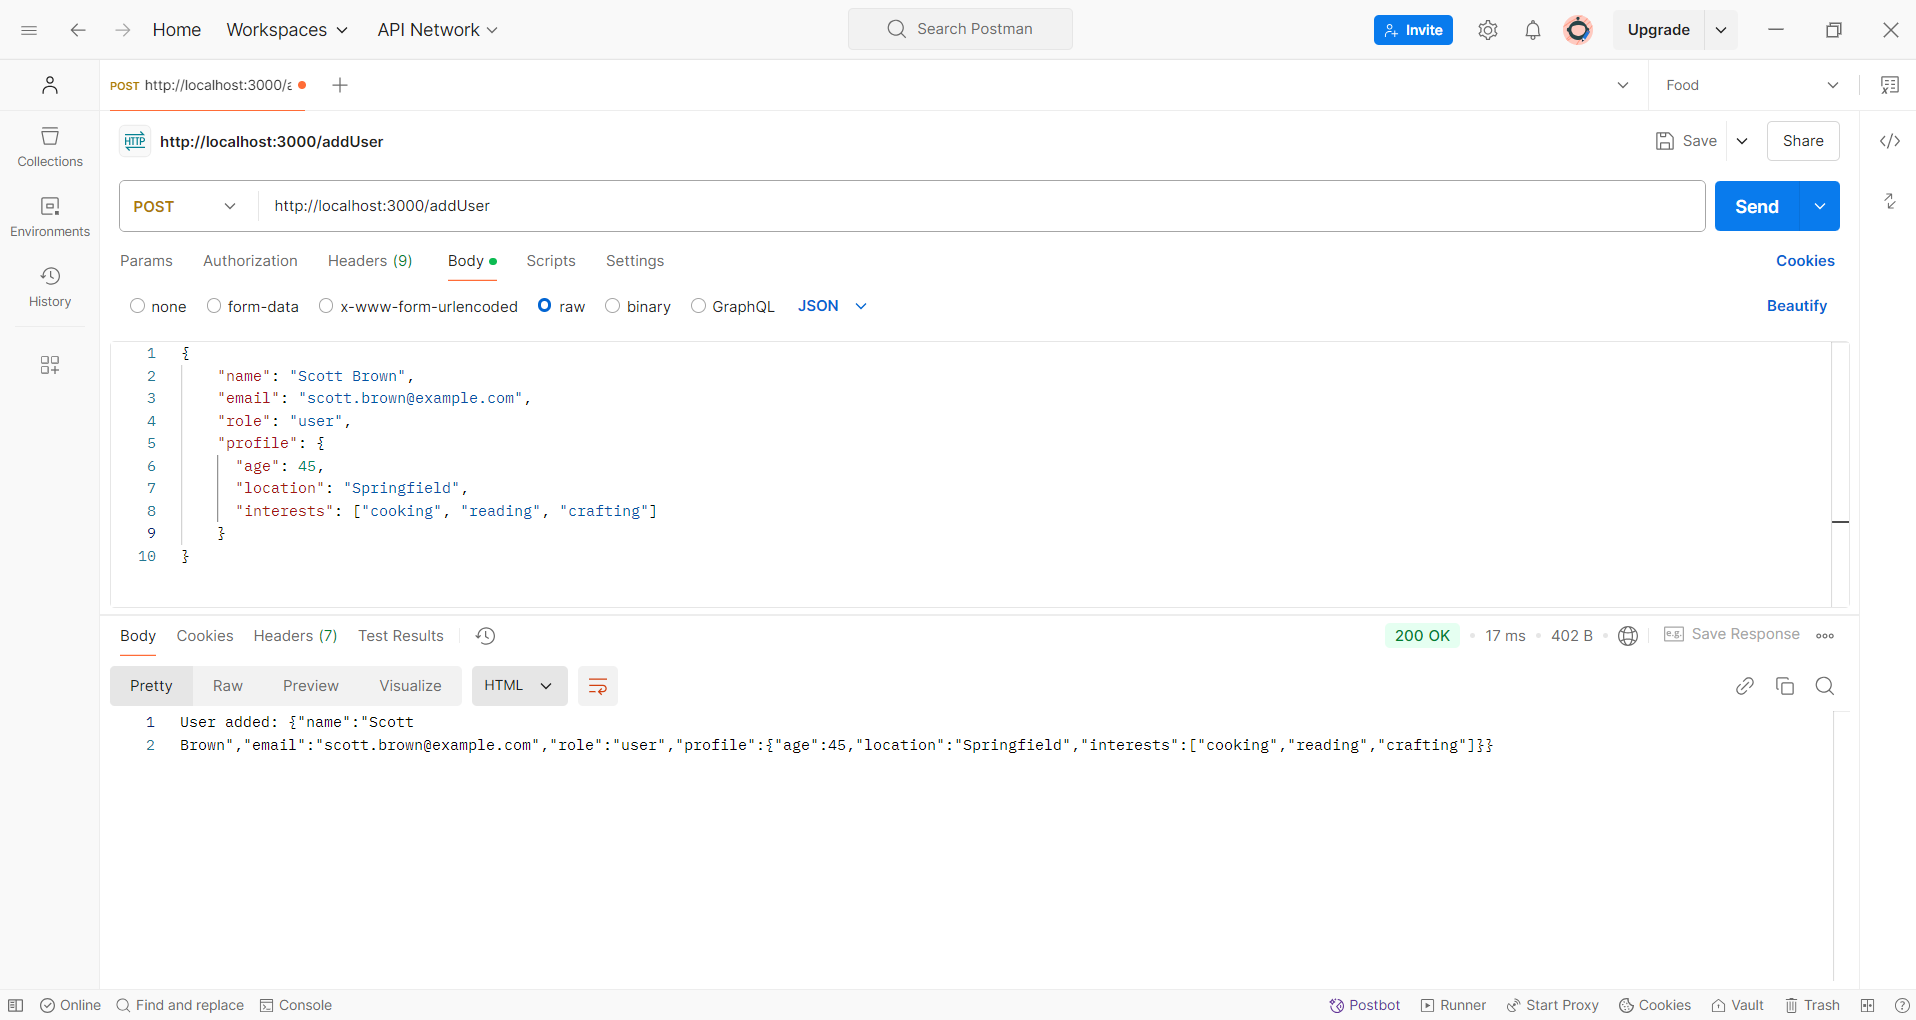 Home Workspaces API Network Search Postman Invite Upgrade
POST http://localhost:3000/a Food
HTTP http://localhost:3000/addUser Save Share
Collections
Environments
History
POST http://localhost:3000/addUser Send
Params Authorization Headers (9) Body Scripts Settings Cookies
none form-data x-www-form-urlencoded raw binary GraphQL JSON Beautify
1 {
2 "name": "Scott Brown",
3 "email": "scott.brown@example.com",
4 "role": "user",
5 "profile": {
6 "age": 45,
7 "location": "Springfield",
8 "interests": ["cooking", "reading", "crafting"]
9 }
10 }
Body Cookies Headers (7) Test Results 200 OK 17 ms 402 B e.g. Save Response
Pretty Raw Preview Visualize HTML
1 User added: {"name":"Scott
2 Brown","email":"scott.brown@example.com","role":"user","profile":{"age":45,"location":"Springfield","interests":["cooking","reading","crafting"]}}
Online Find and replace Console Postbot Runner Start Proxy Cookies Vault Trash